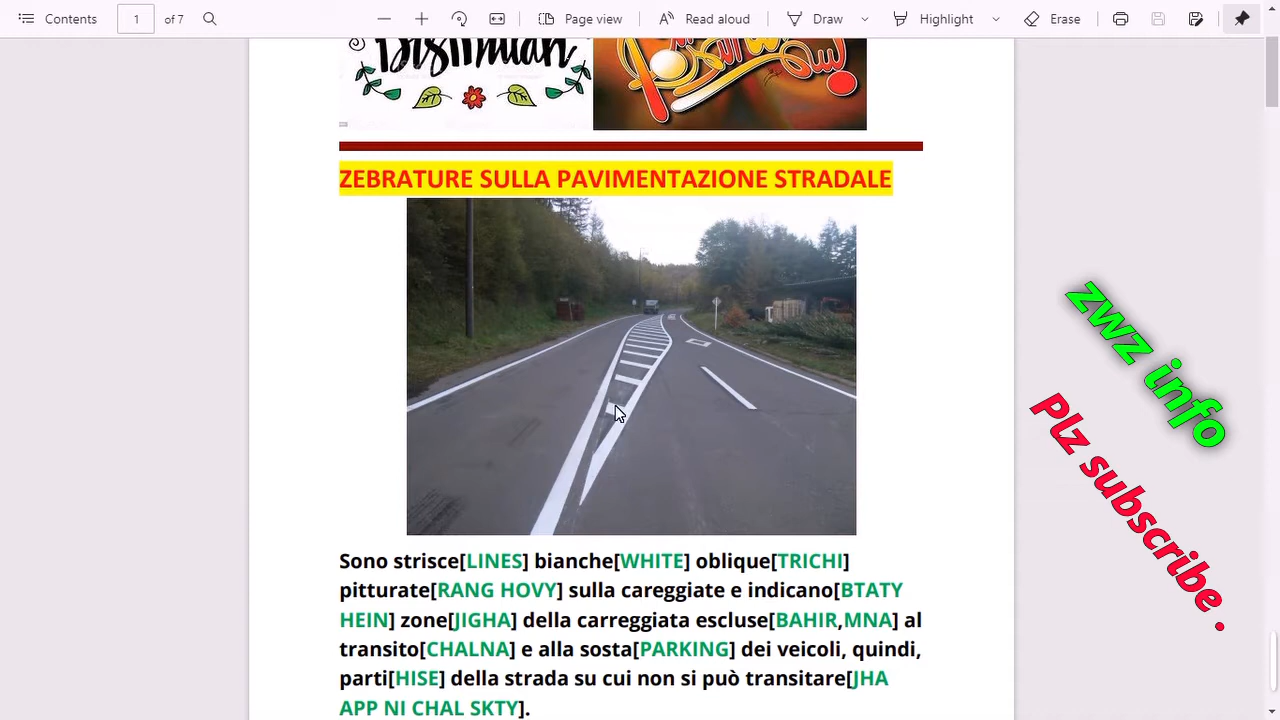 Contents
1 of 7
Page view
Read aloud
Draw
Highlight
Erase
Bismillah
ZEBRATURE SULLA PAVIMENTAZIONE STRADALE
Sono strisce[LINES] bianche[WHITE] oblique[TRICHI]
pitturate[RANG HOVY] sulla careggiate e indicano[BTATY
HEIN] zone[JIGHA] della carreggiata escluse[BAHIR,MNA] al
transito[CHALNA] e alla sosta[PARKING] dei veicoli, quindi,
parti[HISE] della strada su cui non si può transitare[JHA
APP NI CHAL SKTY].
zwz info
Plz subscribe .